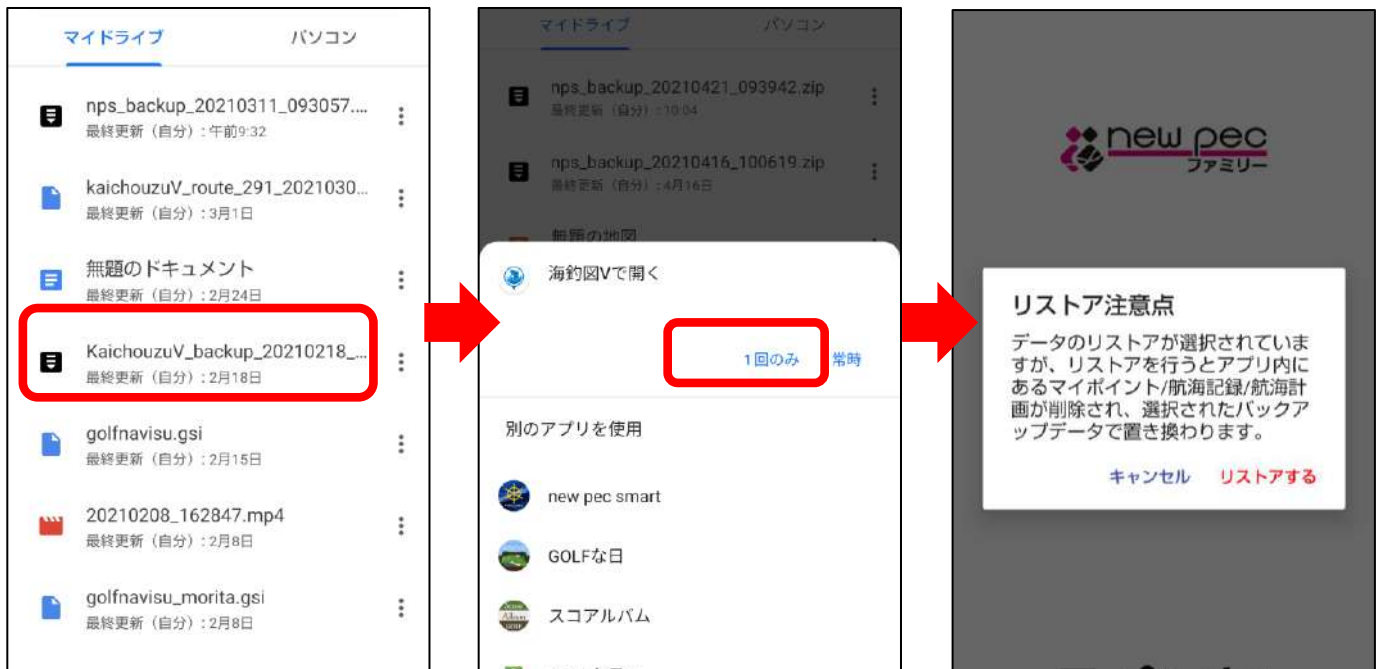 マイドライブ
パソコン
nps_backup_20210311_093057....
最終更新（自分）：午前9:32
kaichouzuV_route_291_2021030...
最終更新（自分）：3月1日
無題のドキュメント
最終更新（自分）：2月24日
KaichouzuV_backup_20210218_...
最終更新（自分）：2月18日
golfnavisu.gsi
最終更新（自分）：2月15日
20210208_162847.mp4
最終更新（自分）：2月8日
golfnavisu_morita.gsi
最終更新（自分）：2月8日
マイドライブ
パソコン
nps_backup_20210421_093942.zip
最終更新（自分）：10:04
nps_backup_20210416_100619.zip
最終更新（自分）：4月16日
無題の地図
海釣図Vで開く
1回のみ
常時
別のアプリを使用
new pec smart
GOLFな日
スコアルバム
new pec
ファミリー
リストア注意点
データのリストアが選択されていま
すが、リストアを行うとアプリ内に
あるマイポイント/航海記録/航海計
画が削除され、選択されたバックア
ップデータで置き換わります。
キャンセル
リストアする